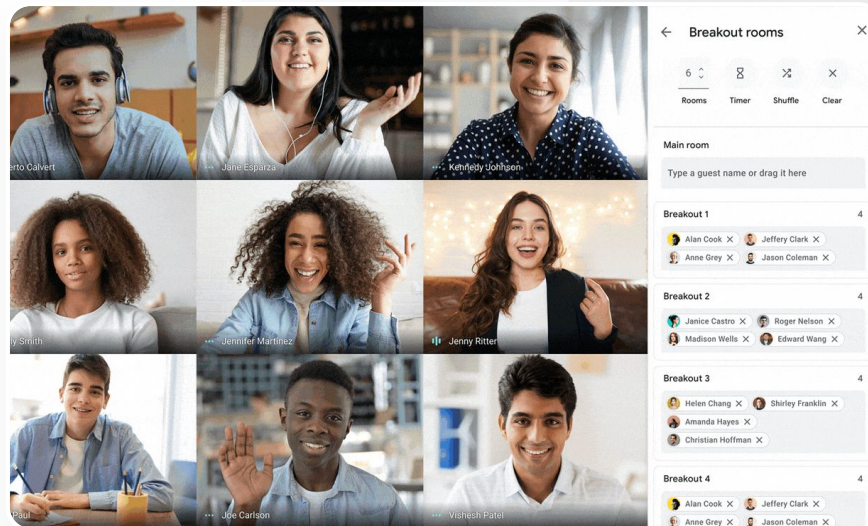 erto Calvert
Jane Esparza
Kennedy Johnson
ly Smith
Jennifer Martinez
Jenny Ritter
Paul
Joe Carlson
Vishesh Patel
Breakout rooms
6
Rooms
Timer
Shuffle
Clear
Main room
Type a guest name or drag it here
Breakout 1 4
Alan Cook Jeffery Clark
Anne Grey Jason Coleman
Breakout 2 4
Janice Castro Roger Nelson
Madison Wells Edward Wang
Breakout 3 4
Helen Chang Shirley Franklin
Amanda Hayes
Christian Hoffman
Breakout 4 4
Alan Cook Jeffery Clark
Anne Grey Jason Coleman